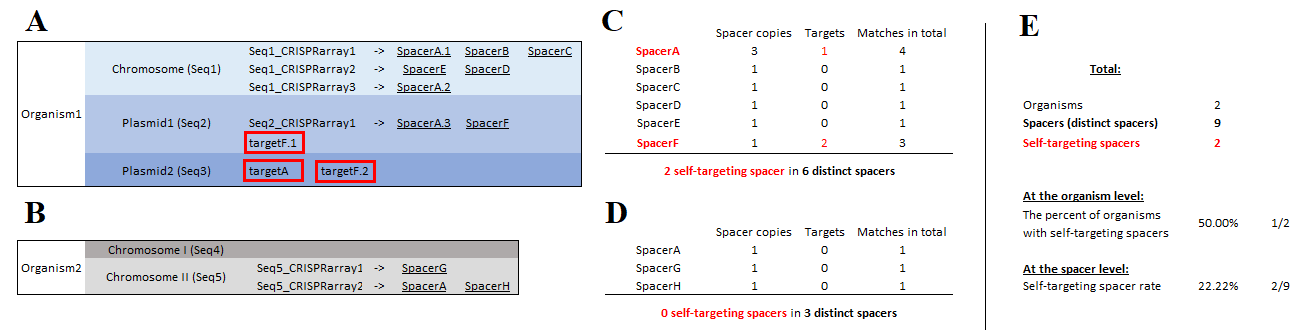 A
Organism1
Chromosome (Seq1)
Seq1_CRISPRarray1 -> SpacerA.1 SpacerB SpacerC
Seq1_CRISPRarray2 -> SpacerE SpacerD
Seq1_CRISPRarray3 -> SpacerA.2
Plasmid1 (Seq2)
Seq2_CRISPRarray1 -> SpacerA.3 SpacerF
targetF.1
Plasmid2 (Seq3) targetA targetF.2
B
Organism2
Chromosome I (Seq4)
Chromosome II (Seq5)
Seq5_CRISPRarray1 -> SpacerG
Seq5_CRISPRarray2 -> SpacerA SpacerH
C
Spacer copies Targets Matches in total
SpacerA 3 1 4
SpacerB 1 0 1
SpacerC 1 0 1
SpacerD 1 0 1
SpacerE 1 0 1
SpacerF 1 2 3
2 self-targeting spacer in 6 distinct spacers
D
Spacer copies Targets Matches in total
SpacerA 1 0 1
SpacerG 1 0 1
SpacerH 1 0 1
0 self-targeting spacers in 3 distinct spacers
E
Total:
Organisms 2
Spacers (distinct spacers) 9
Self-targeting spacers 2
At the organism level:
The percent of organisms
with self-targeting spacers 50.00% 1/2
At the spacer level:
Self-targeting spacer rate 22.22% 2/9